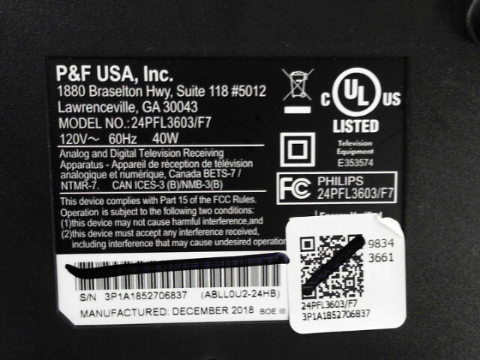 P&F USA, Inc.
1880 Braselton Hwy, Suite 118 #5012
Lawrenceville, GA 30043
MODEL NO.:24PFL3603/F7
120V~ 60Hz 40W
Analog and Digital Television Receiving
Apparatus - Appareil de réception de télévision
analogique et numérique, Canada BETS-7 /
NTMR-7. CAN ICES-3 (B)/NMB-3(B)
This device complies with Part 15 of the FCC Rules.
Operation is subject to the following two conditions:
(1)this device may not cause harmful interference,and
(2)this device must accept any interference received,
including interference that may cause undesired operation
C UL US
LISTED
Television
Equipment
E353574
FC PHILIPS
24PFL3603/F7
S/N 3P1A1852706837 (ABLL0U2-24HB)
MANUFACTURED: DECEMBER 2018 BOE III
9834
3661
24PFL3603/F7
3P1A1852706837